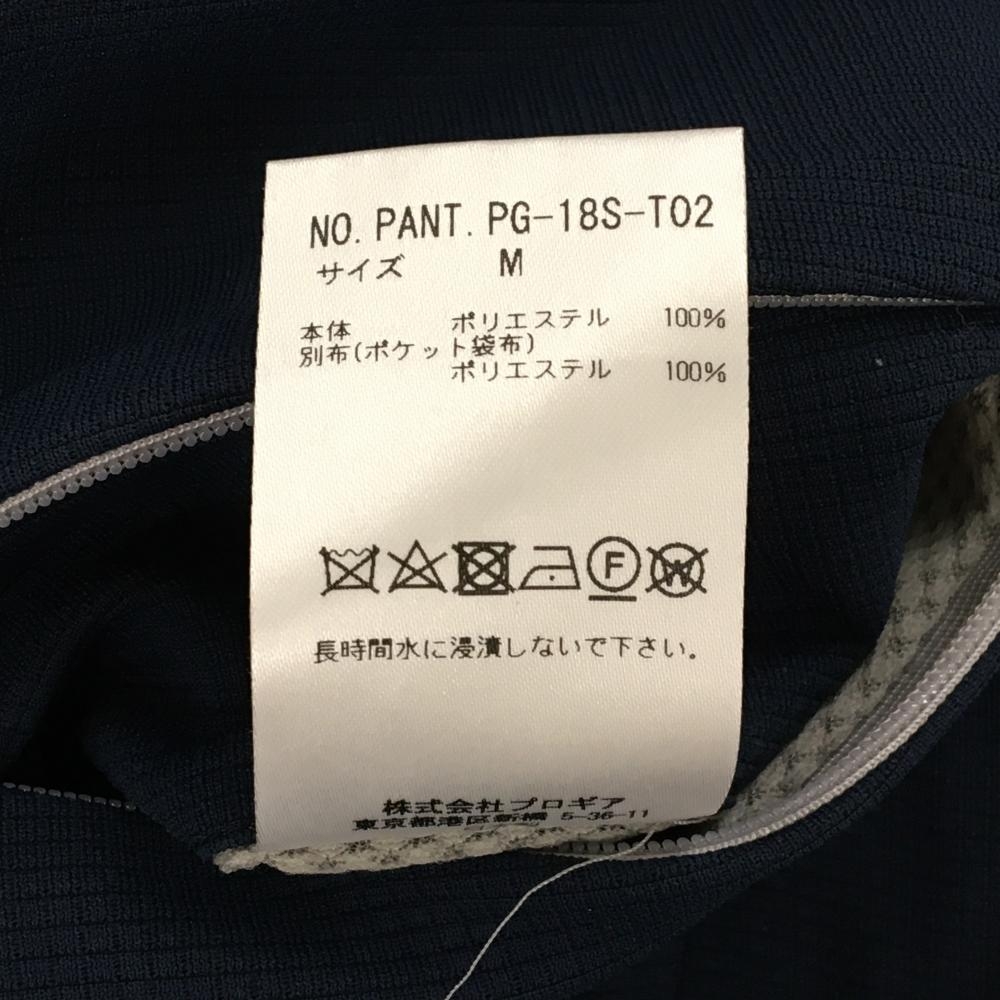 NO. PANT. PG-18S-T02
サイズ M
本体 ポリエステル 100%
別布(ポケット袋布)
ポリエステル 100%
F W
長時間水に浸漬しないで下さい。
株式会社プロギア
東京都港区新橋 5-36-11